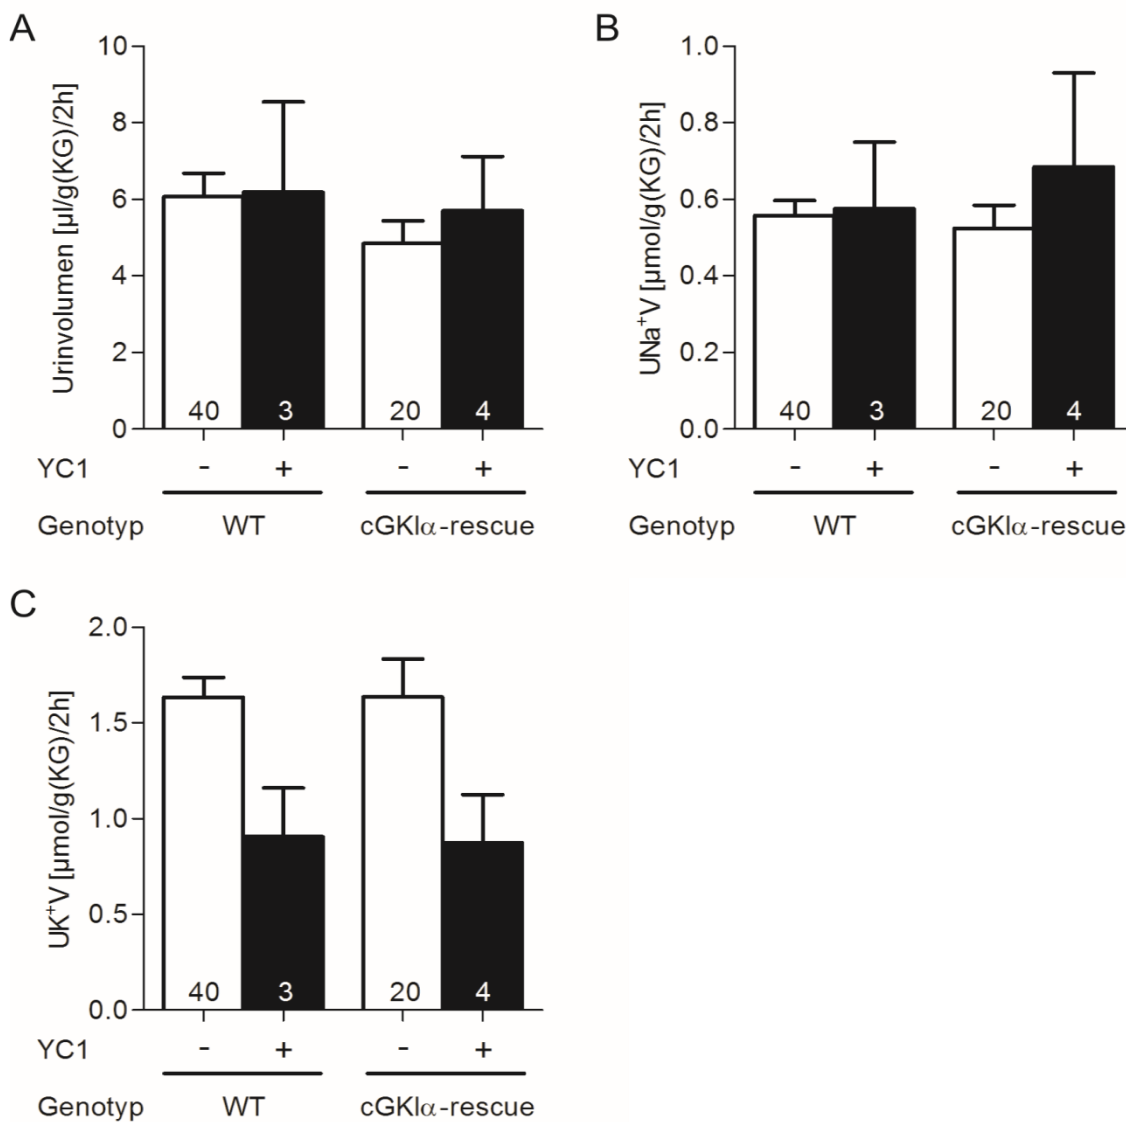 A
Urinvolumen [µl/g(KG)/2h]
10
8
6
4
2
0
40
3
20
4
YC1 - + - +
Genotyp WT cGKIα-rescue
B
UNa⁺V [µmol/g(KG)/2h]
1.0
0.8
0.6
0.4
0.2
0.0
40
3
20
4
YC1 - + - +
Genotyp WT cGKIα-rescue
C
UK⁺V [µmol/g(KG)/2h]
2.0
1.5
1.0
0.5
0.0
40
3
20
4
YC1 - + - +
Genotyp WT cGKIα-rescue